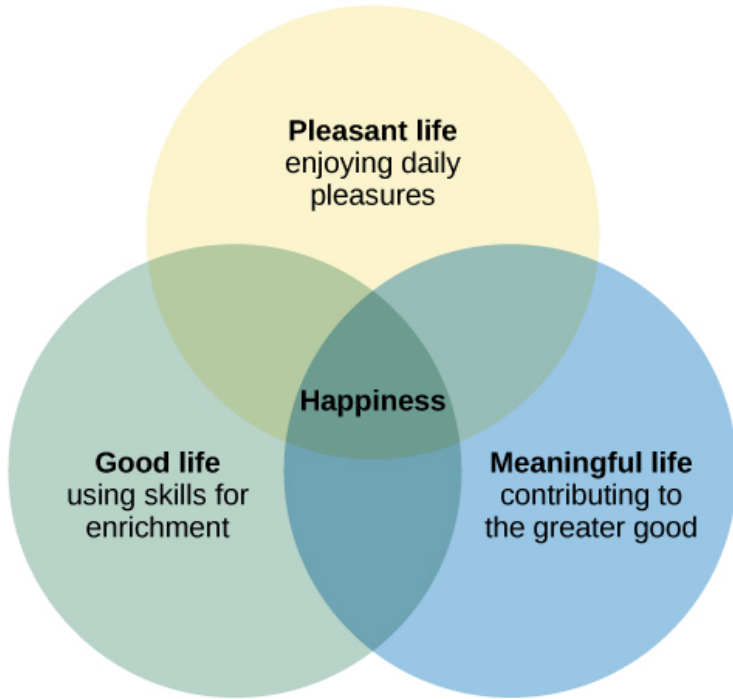 Pleasant life
enjoying daily
pleasures
Happiness
Good life
using skills for
enrichment
Meaningful life
contributing to
the greater good